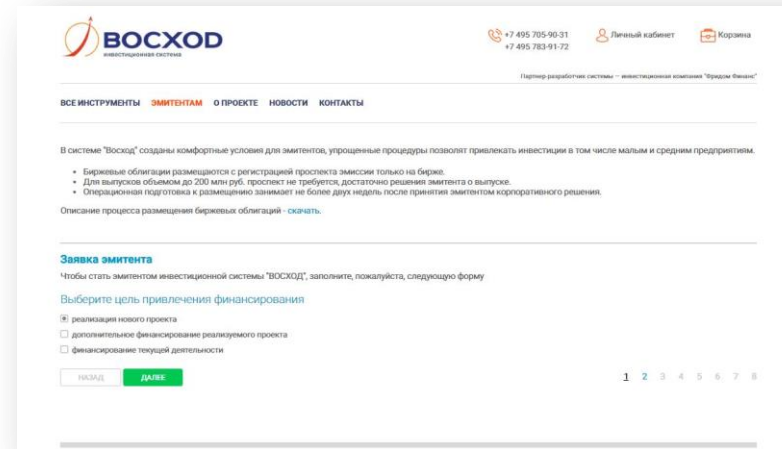 ВОСХОD
инвестиционная система
+7 495 705-90-31
+7 495 783-91-72
Личный кабинет
Корзина
Партнер-разработчик системы – инвестиционная компания "Фридом Финанс"
ВСЕ ИНСТРУМЕНТЫ ЭМИТЕНТАМ О ПРОЕКТЕ НОВОСТИ КОНТАКТЫ
В системе "Восход" созданы комфортные условия для эмитентов, упрощенные процедуры позволят привлекать инвестиции в том числе малым и средним предприятиям.
• Биржевые облигации размещаются с регистрацией проспекта эмиссии только на бирже.
• Для выпусков объемом до 200 млн руб. проспект не требуется, достаточно решения эмитента о выпуске.
• Операционная подготовка к размещению занимает не более двух недель после принятия эмитентом корпоративного решения.
Описание процесса размещения биржевых облигаций - скачать.
Заявка эмитента
Чтобы стать эмитентом инвестиционной системы "ВОСХОД", заполните, пожалуйста, следующую форму
Выберите цель привлечения финансирования
реализация нового проекта
дополнительное финансирование реализуемого проекта
финансирование текущей деятельности
НАЗАД ДАЛЕЕ
1 2 3 4 5 6 7 8